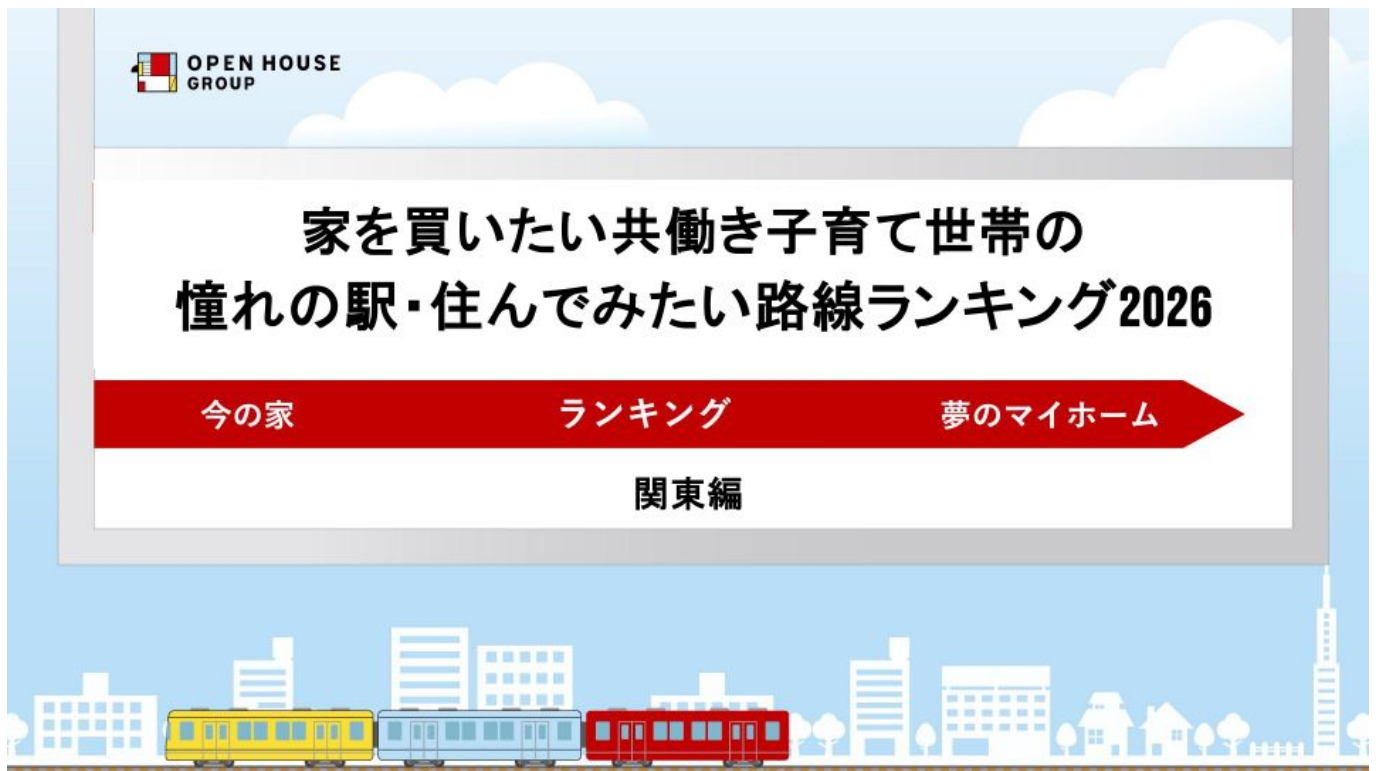 OPEN HOUSE
GROUP
家を買いたい共働き子育て世帯の
憧れの駅・住んでみたい路線ランキング2026
今の家 ランキング 夢のマイホーム
関東編